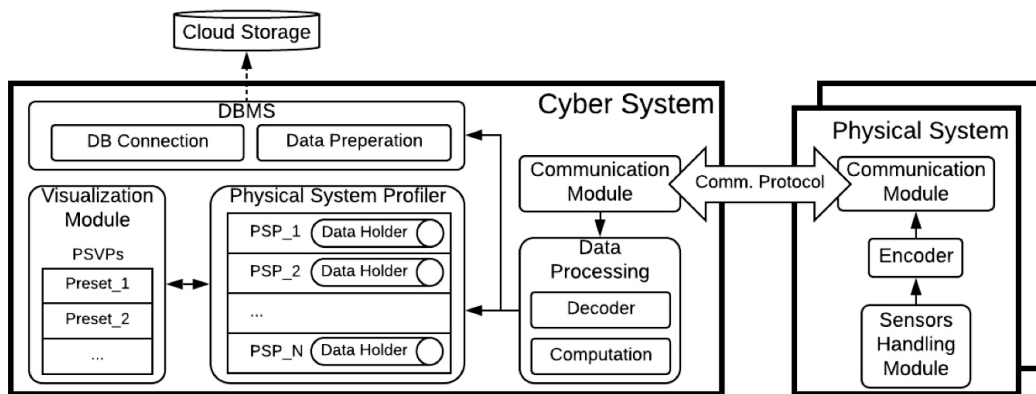 Cloud Storage
Cyber System
DBMS
DB Connection
Data Preperation
Visualization
Module
PSVPs
Preset_1
Preset_2
...
Physical System Profiler
PSP_1
Data Holder
PSP_2
Data Holder
...
PSP_N
Data Holder
Communication
Module
Data
Processing
Decoder
Computation
Comm. Protocol
Physical System
Communication
Module
Encoder
Sensors
Handling
Module